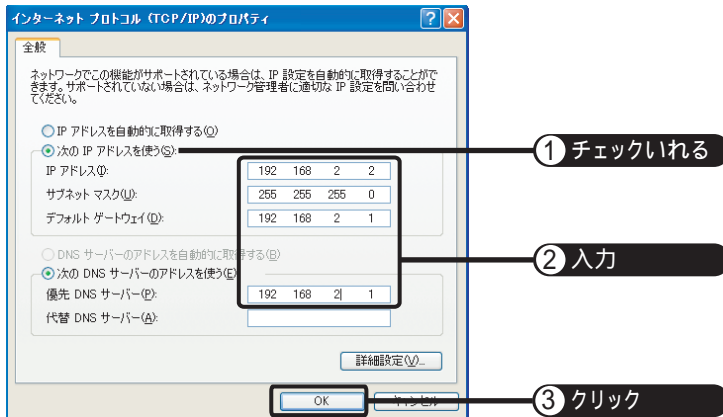 インターネット プロトコル (TCP/IP)のプロパティ
全般
ネットワークでこの機能がサポートされている場合は、IP 設定を自動的に取得することがで
きます。サポートされていない場合は、ネットワーク管理者に適切な IP 設定を問い合わせ
てください。
IP アドレスを自動的に取得する(O)
次の IP アドレスを使う(S):
1 チェックいれる
IP アドレス(I): 192 168 2 2
サブネット マスク(U): 255 255 255 0
デフォルト ゲートウェイ(D): 192 168 2 1
DNS サーバーのアドレスを自動的に取得する(B)
2 入力
次の DNS サーバーのアドレスを使う(E):
優先 DNS サーバー(P): 192 168 2 1
代替 DNS サーバー(A):
詳細設定(V)...
OK
キャンセル
3 クリック